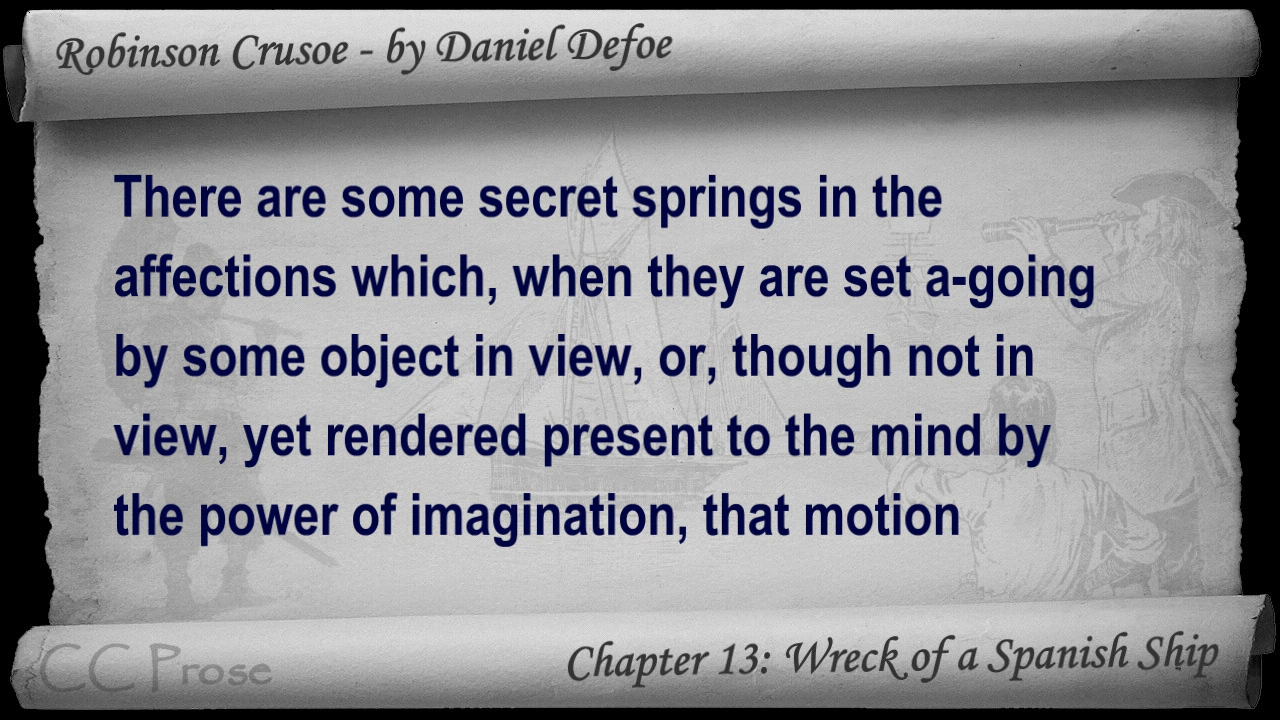 Robinson Crusoe - by Daniel Defoe
There are some secret springs in the
affections which, when they are set a-going
by some object in view, or, though not in
view, yet rendered present to the mind by
the power of imagination, that motion
CC Prose
Chapter 13: Wreck of a Spanish Ship